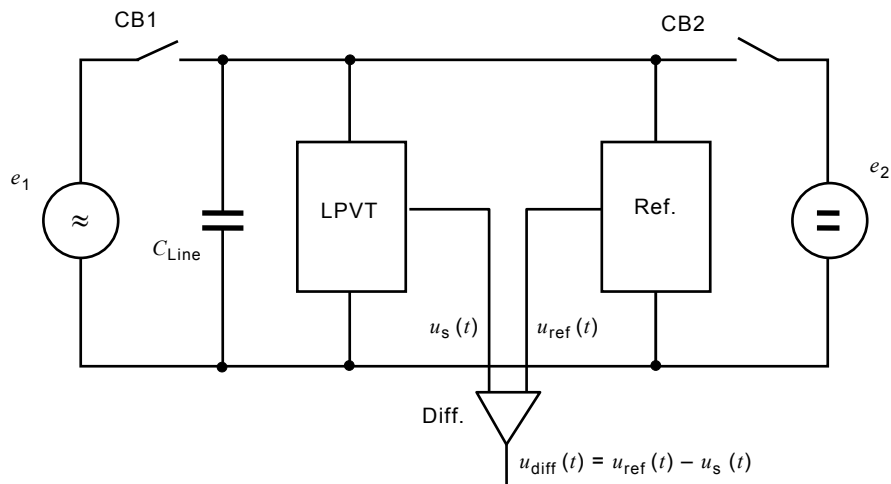 CB1
CB2
e1
e2
≈
=
LPVT
Ref.
CLine
us (t)
uref (t)
Diff.
udiff (t) = uref (t) − us (t)